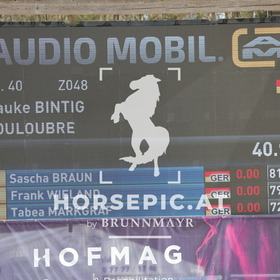 AUDIO MOBIL
. 40 Z048
auke BINTIG
OULOUBRE
40.
Sascha BRAUN GER 0.00 81
Frank WIELAND GER 0.00 79
Tabea MARKGRAF GER 0.00 72
HORSEPIC.AT
by BRUNNMAYR
HOFMAG